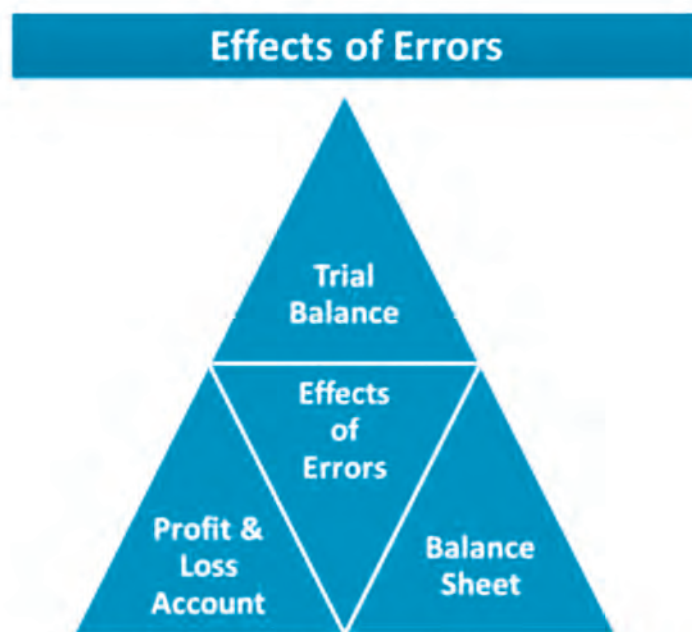 Effects of Errors
Trial
Balance
Effects
of
Errors
Profit &
Loss
Account
Balance
Sheet